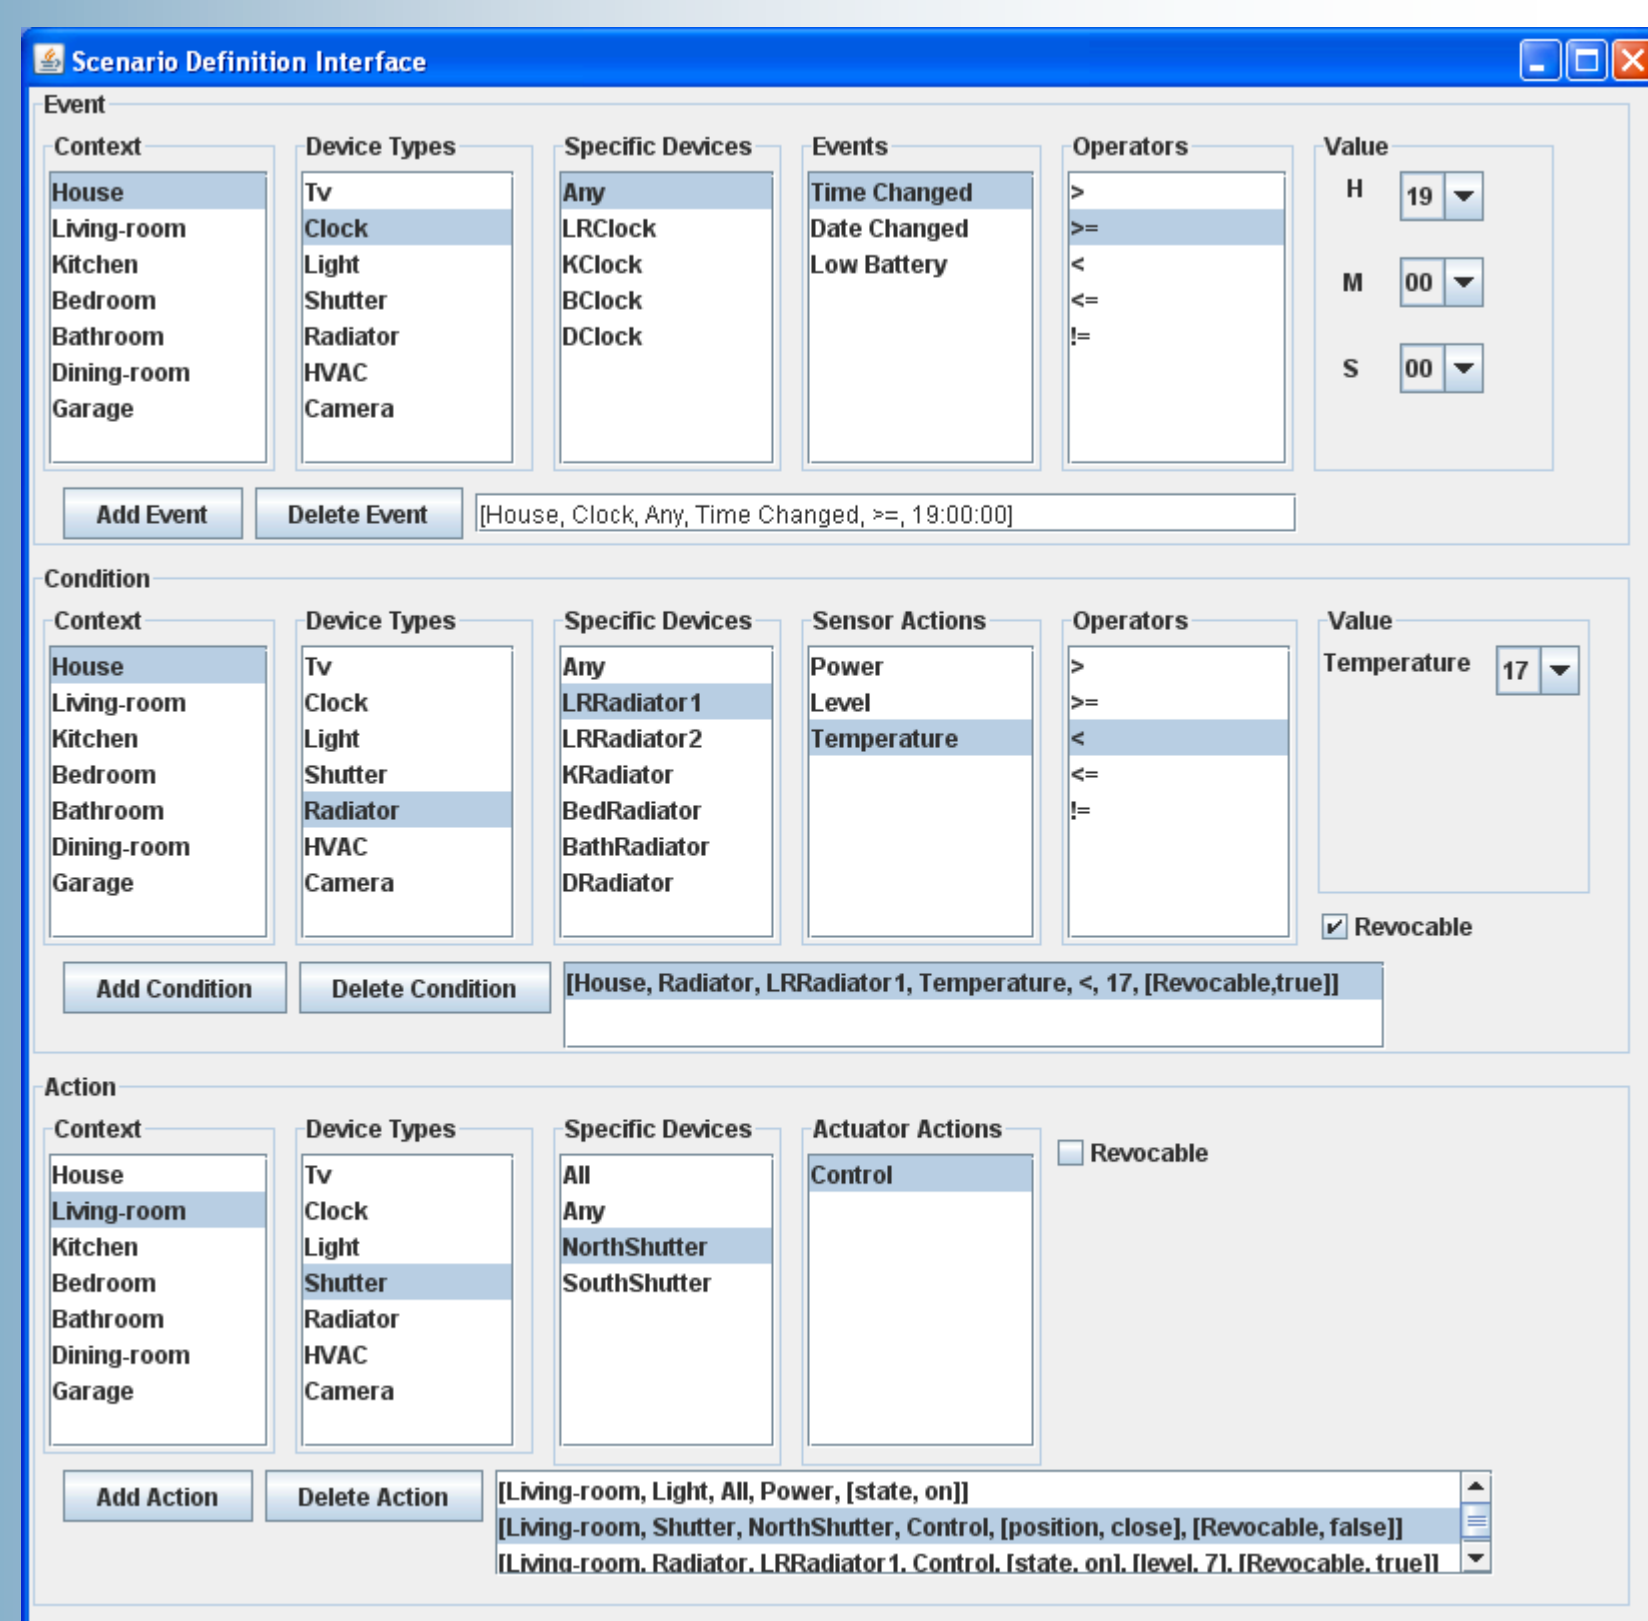 Scenario Definition Interface
Event
Context Device Types Specific Devices Events Operators Value
House Tv Any Time Changed > H 19
Living-room Clock LRClock Date Changed >=
Kitchen Light KClock Low Battery < M 00
Bedroom Shutter BClock <=
Bathroom Radiator DClock != S 00
Dining-room HVAC
Garage Camera
Add Event Delete Event [House, Clock, Any, Time Changed, >=, 19:00:00]
Condition
Context Device Types Specific Devices Sensor Actions Operators Value
House Tv Any Power > Temperature 17
Living-room Clock LRRadiator1 Level >=
Kitchen Light LRRadiator2 Temperature <
Bedroom Shutter KRadiator <=
Bathroom Radiator BedRadiator !=
Dining-room HVAC BathRadiator
Garage Camera DRadiator
Revocable
Add Condition Delete Condition [House, Radiator, LRRadiator1, Temperature, <, 17, [Revocable,true]]
Action
Context Device Types Specific Devices Actuator Actions Revocable
House Tv All Control
Living-room Clock Any
Kitchen Light NorthShutter
Bedroom Shutter SouthShutter
Bathroom Radiator
Dining-room HVAC
Garage Camera
Add Action Delete Action [Living-room, Light, All, Power, [state, on]]
[Living-room, Shutter, NorthShutter, Control, [position, close], [Revocable, false]]
[Living-room, Radiator, LRRadiator1, Control, [state, on], [level, 7], [Revocable, true]]